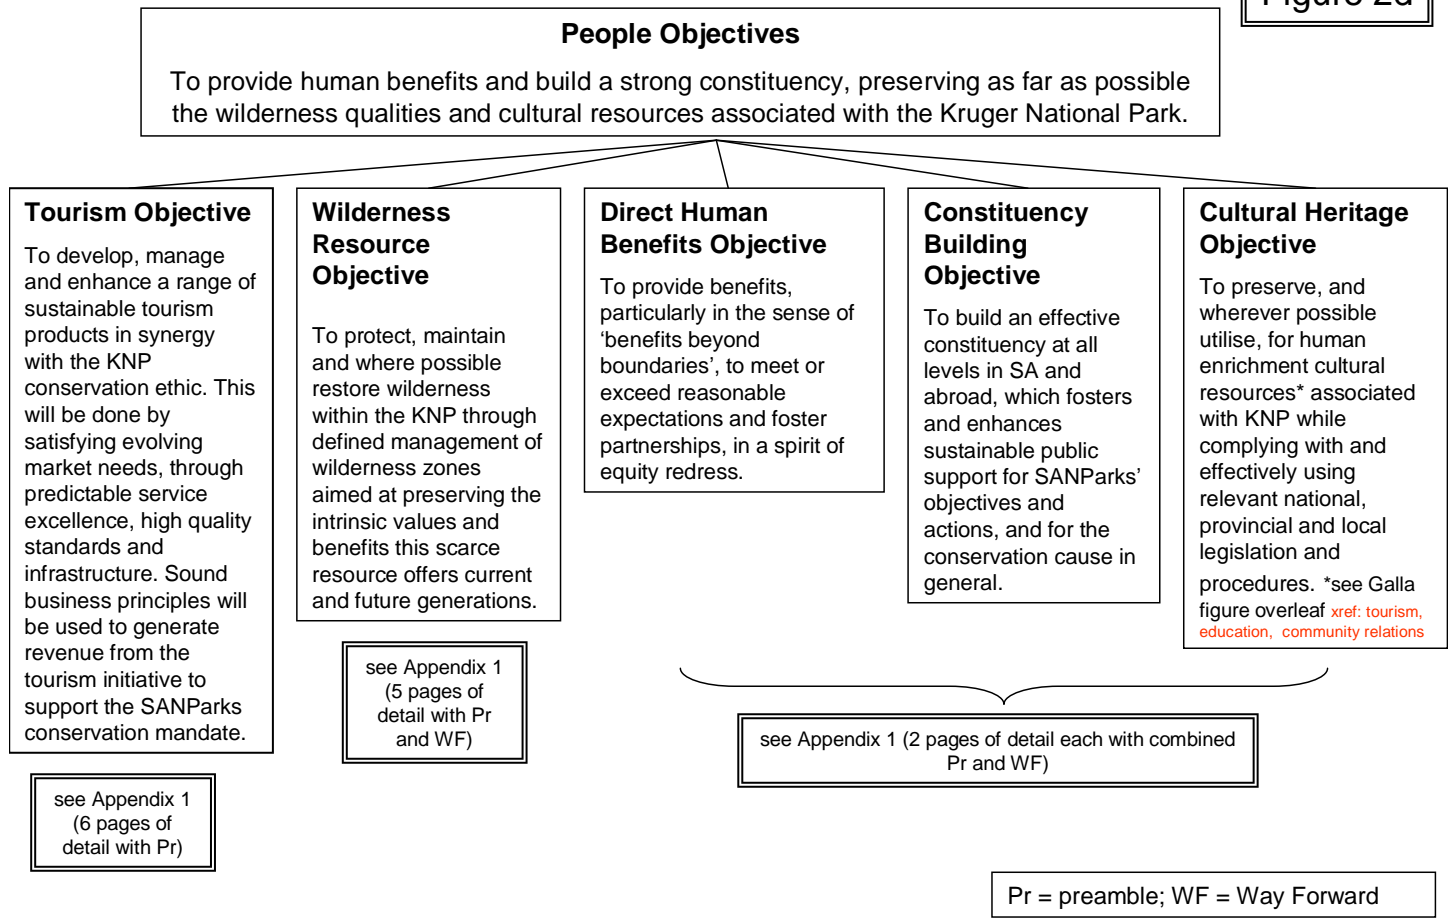 Figure 2d
People Objectives
To provide human benefits and build a strong constituency, preserving as far as possible
the wilderness qualities and cultural resources associated with the Kruger National Park.
Tourism Objective
To develop, manage
and enhance a range of
sustainable tourism
products in synergy
with the KNP
conservation ethic. This
will be done by
satisfying evolving
market needs, through
predictable service
excellence, high quality
standards and
infrastructure. Sound
business principles will
be used to generate
revenue from the
tourism initiative to
support the SANParks
conservation mandate.
see Appendix 1
(6 pages of
detail with Pr)
Wilderness
Resource
Objective
To protect, maintain
and where possible
restore wilderness
within the KNP through
defined management of
wilderness zones
aimed at preserving the
intrinsic values and
benefits this scarce
resource offers current
and future generations.
see Appendix 1
(5 pages of
detail with Pr
and WF)
Direct Human
Benefits Objective
To provide benefits,
particularly in the sense of
‘benefits beyond
boundaries’, to meet or
exceed reasonable
expectations and foster
partnerships, in a spirit of
equity redress.
Constituency
Building
Objective
To build an effective
constituency at all
levels in SA and
abroad, which fosters
and enhances
sustainable public
support for SANParks’
objectives and
actions, and for the
conservation cause in
general.
Cultural Heritage
Objective
To preserve, and
wherever possible
utilise, for human
enrichment cultural
resources* associated
with KNP while
complying with and
effectively using
relevant national,
provincial and local
legislation and
procedures. *see Galla
figure overleaf xref: tourism,
education, community relations
see Appendix 1 (2 pages of detail each with combined
Pr and WF)
Pr = preamble; WF = Way Forward